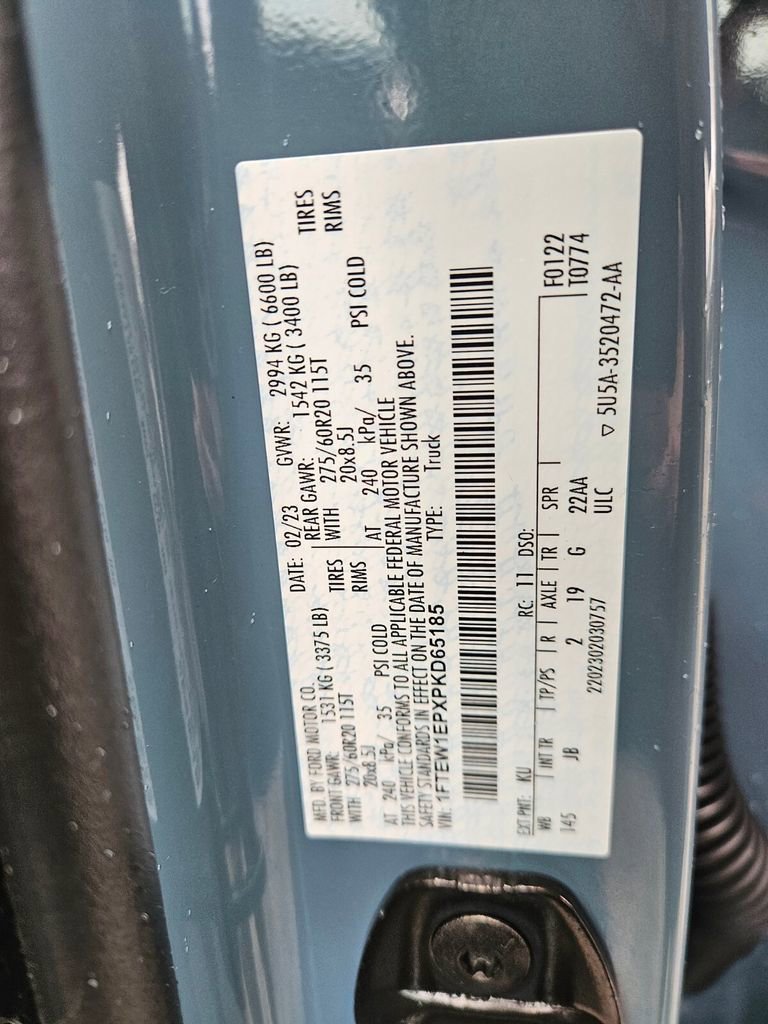 MFD. BY FORD MOTOR CO. DATE: 02/23 GVWR: 2994 KG ( 6600 LB)
FRONT GAWR: 1531 KG ( 3375 LB) REAR GAWR: 1542 KG ( 3400 LB)
WITH 275/60R20 115T TIRES WITH 275/60R20 115T TIRES
20x8.5J RIMS 20x8.5J RIMS
AT 240 kPa/ 35 PSI COLD AT 240 kPa/ 35 PSI COLD
THIS VEHICLE CONFORMS TO ALL APPLICABLE FEDERAL MOTOR VEHICLE
SAFETY STANDARDS IN EFFECT ON THE DATE OF MANUFACTURE SHOWN ABOVE.
VIN: 1FTEW1EPXPKD65185 TYPE: Truck
EXT PNT: KU RC: 11 DSO:
WB INT TR TP/PS R AXLE TR SPR F0122
145 JB 2 19 G 22AA T0774
2202302030757 ULC ▽ 5U5A-3520472-AA